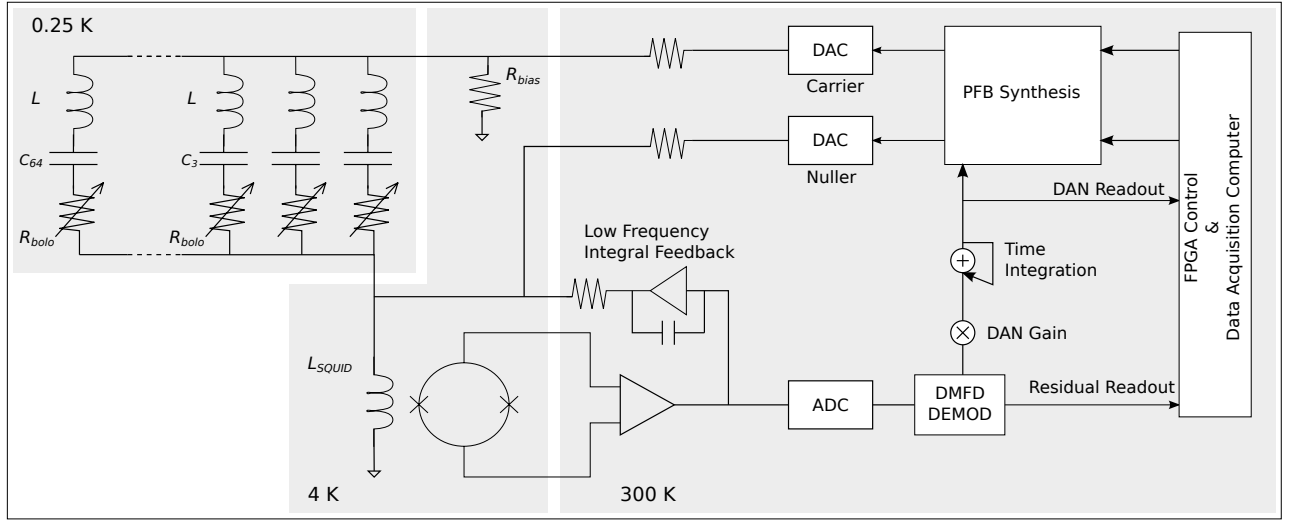 0.25 K
L
L
C64
C3
Rbolo
Rbolo
Rbias
DAC
Carrier
DAC
Nuller
PFB Synthesis
DAN Readout
Time
Integration
DAN Gain
Low Frequency
Integral Feedback
LSQUID
ADC
DMFD
DEMOD
Residual Readout
FPGA Control
&
Data Acquisition Computer
4 K
300 K